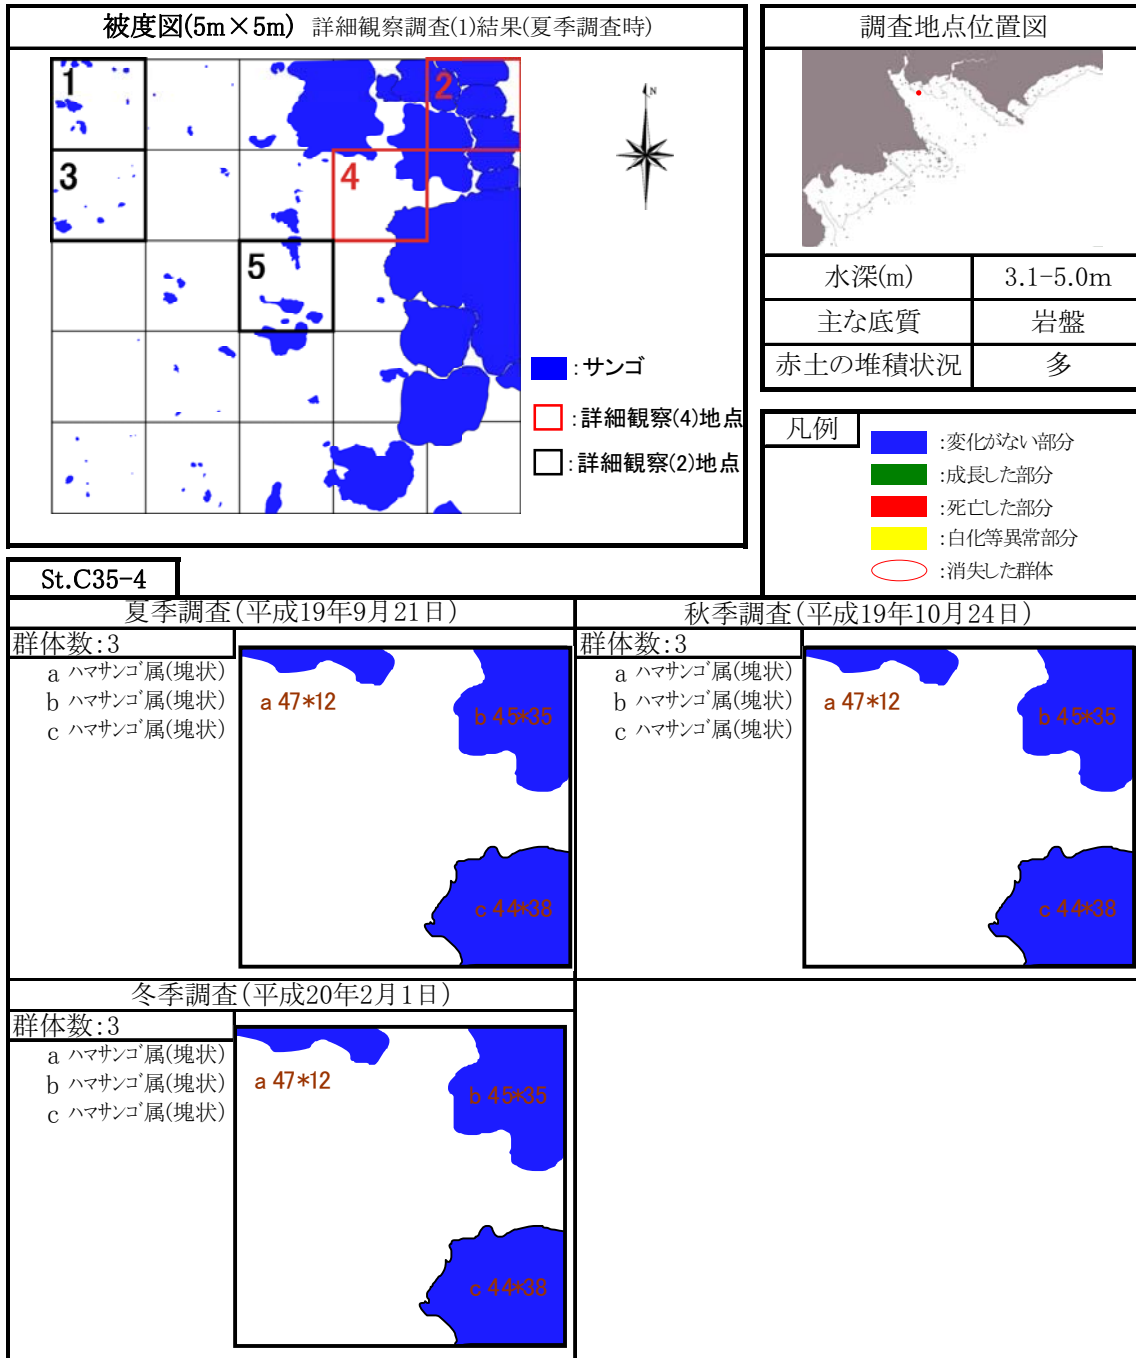 被度図(5m×5m) 詳細観察調査(1)結果(夏季調査時)
1
2
3
4
5
N
:サンゴ
:詳細観察(4)地点
:詳細観察(2)地点
調査地点位置図
水深(m) 3.1-5.0m
主な底質 岩盤
赤土の堆積状況 多
凡例
:変化がない部分
:成長した部分
:死亡した部分
:白化等異常部分
:消失した群体
St.C35-4
夏季調査(平成19年9月21日)
群体数:3
a ハマサンゴ属(塊状)
b ハマサンゴ属(塊状)
c ハマサンゴ属(塊状)
a 47*12
b 45*35
c 44*38
秋季調査(平成19年10月24日)
群体数:3
a ハマサンゴ属(塊状)
b ハマサンゴ属(塊状)
c ハマサンゴ属(塊状)
a 47*12
b 45*35
c 44*38
冬季調査(平成20年2月1日)
群体数:3
a ハマサンゴ属(塊状)
b ハマサンゴ属(塊状)
c ハマサンゴ属(塊状)
a 47*12
b 45*35
c 44*38